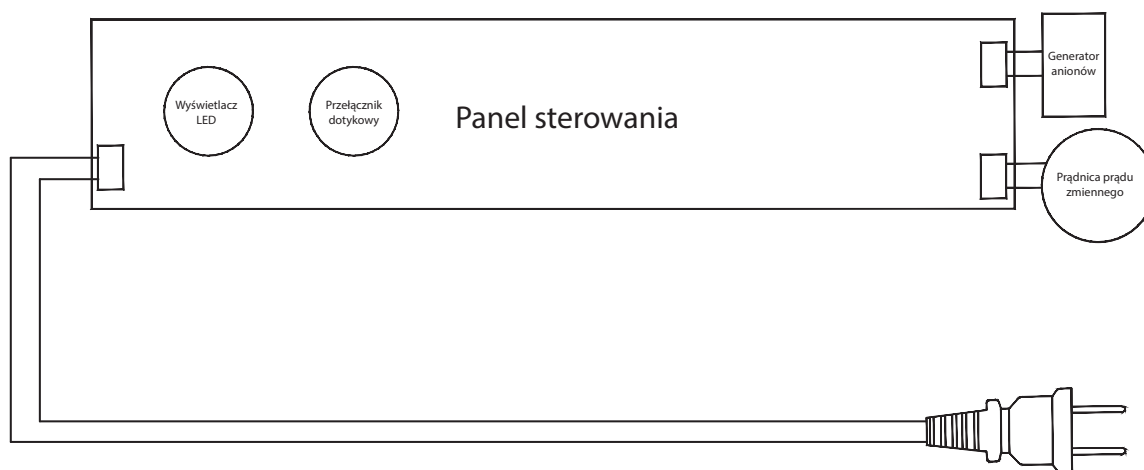 Generator
anionów
Wyświetlacz
LED
Przełącznik
dotykowy
Panel sterowania
Prądnica prądu
zmiennego